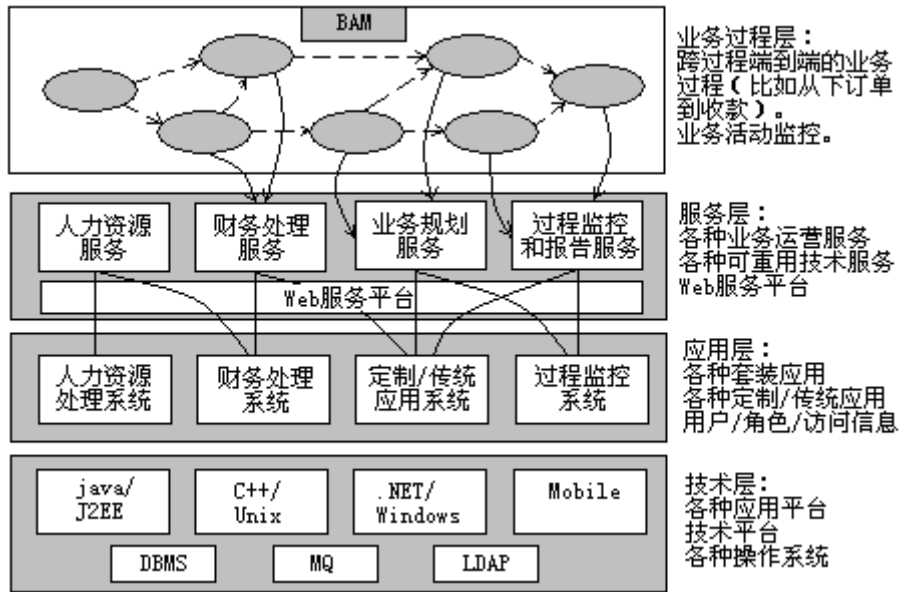 BAM
业务过程层：
跨过程端到端的业务
过程(比如从下订单
到收款)。
业务活动监控。
人力资源
服务
财务处理
服务
业务规划
服务
过程监控
和报告服务
Web服务平台
服务层：
各种业务运营服务
各种可重用技术服务
Web服务平台
人力资源
处理系统
财务处理
系统
定制/传统
应用系统
过程监控
系统
应用层：
各种套装应用
各种定制/传统应用
用户/角色/访问信息
java/
J2EE
C++/
Unix
.NET/
Windows
Mobile
DBMS
MQ
LDAP
技术层：
各种应用平台
技术平台
各种操作系统